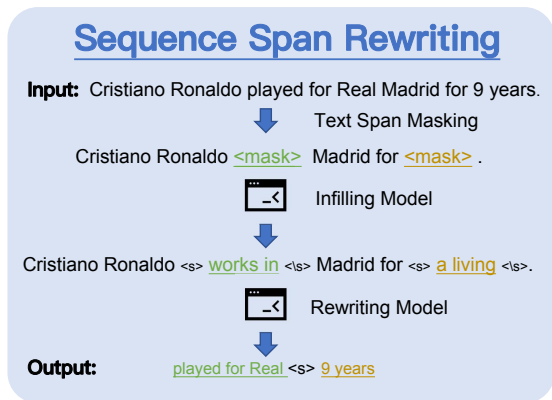 Sequence Span Rewriting
Input: Cristiano Ronaldo played for Real Madrid for 9 years.
Text Span Masking
Cristiano Ronaldo <mask> Madrid for <mask> .
Infilling Model
Cristiano Ronaldo <s> works in <\s> Madrid for <s> a living <\s>.
Rewriting Model
Output: played for Real <s> 9 years